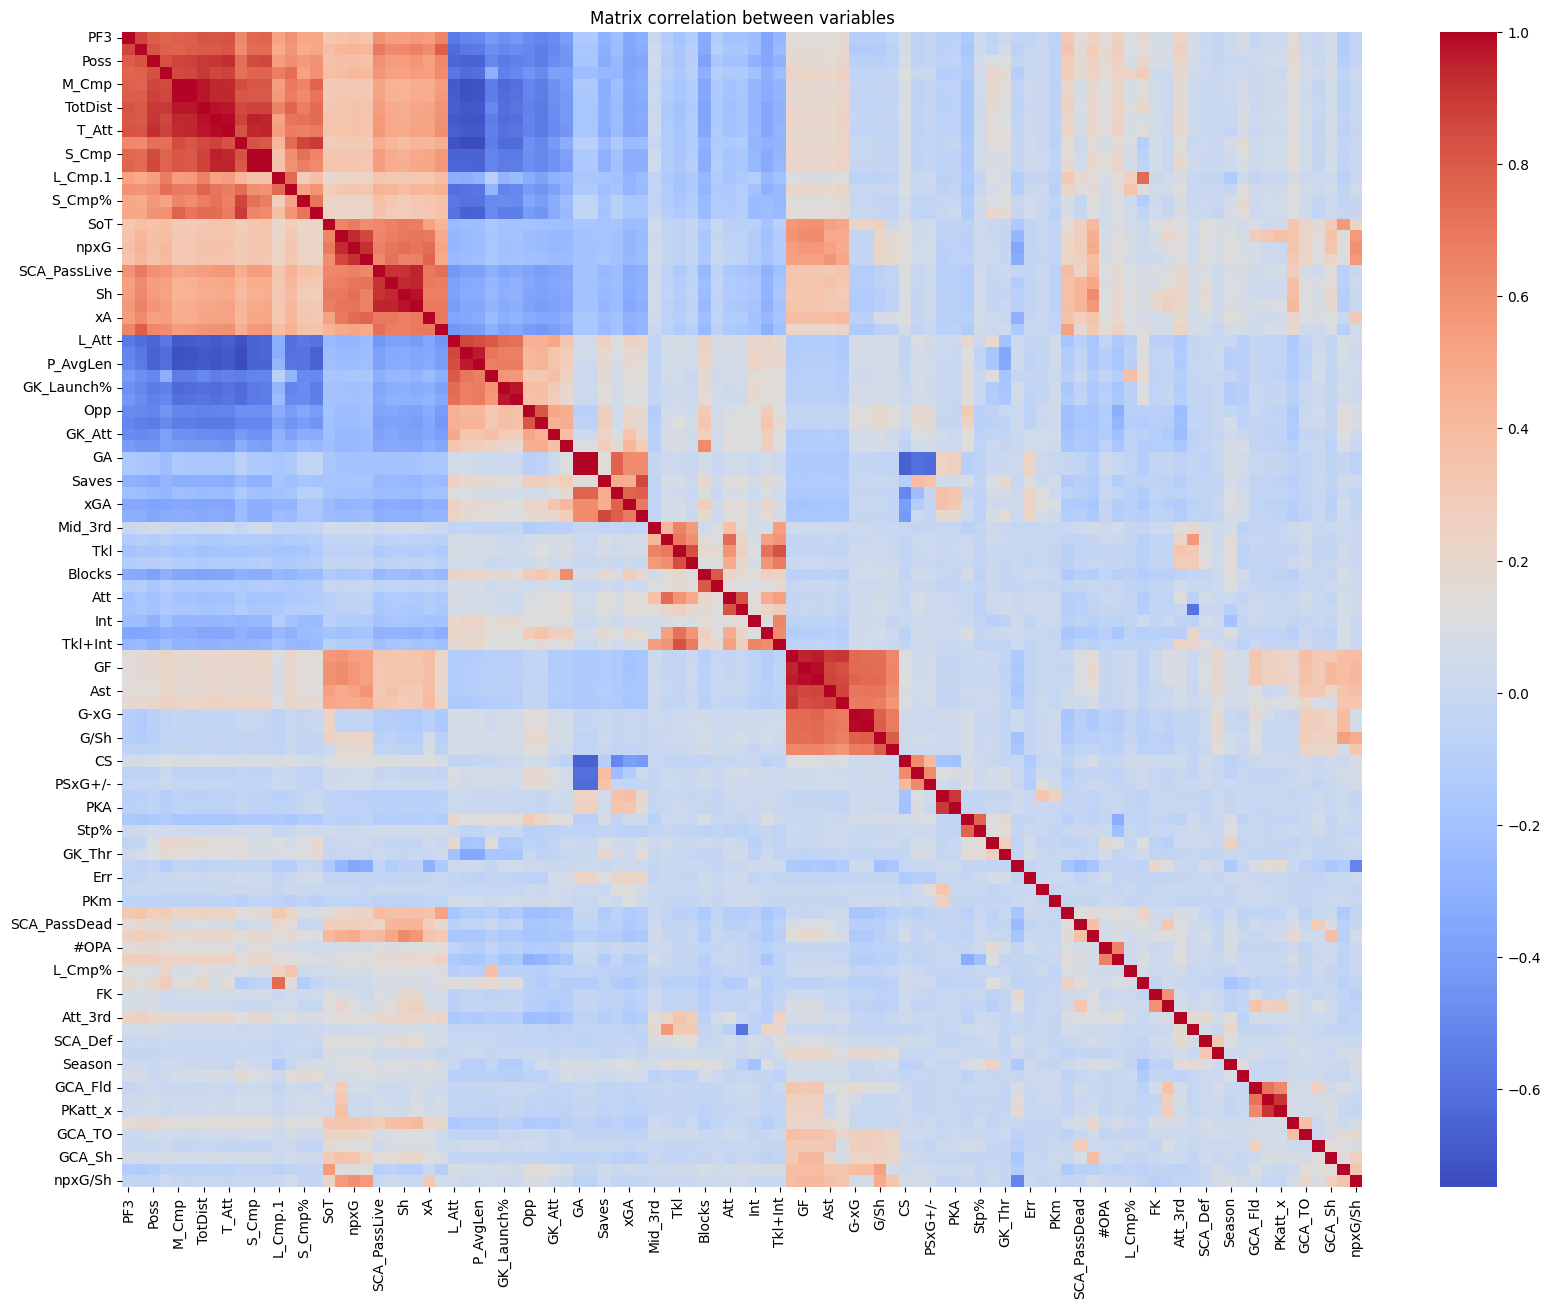 Matrix correlation between variables
PF3
Poss
M_Cmp
TotDist
T_Att
S_Cmp
L_Cmp.1
S_Cmp%
SoT
npxG
SCA_PassLive
Sh
xA
L_Att
P_AvgLen
GK_Launch%
Opp
GK_Att
GA
Saves
xGA
Mid_3rd
Tkl
Blocks
Att
Int
Tkl+Int
GF
Ast
G-xG
G/Sh
CS
PSxG+/-
PKA
Stp%
GK_Thr
Err
PKm
SCA_PassDead
#OPA
L_Cmp%
FK
Att_3rd
SCA_Def
Season
GCA_Fld
PKatt_x
GCA_TO
GCA_Sh
npxG/Sh
PF3
Poss
M_Cmp
TotDist
T_Att
S_Cmp
L_Cmp.1
S_Cmp%
SoT
npxG
SCA_PassLive
Sh
xA
L_Att
P_AvgLen
GK_Launch%
Opp
GK_Att
GA
Saves
xGA
Mid_3rd
Tkl
Blocks
Att
Int
Tkl+Int
GF
Ast
G-xG
G/Sh
CS
PSxG+/-
PKA
Stp%
GK_Thr
Err
PKm
SCA_PassDead
#OPA
L_Cmp%
FK
Att_3rd
SCA_Def
Season
GCA_Fld
PKatt_x
GCA_TO
GCA_Sh
npxG/Sh
1.0
0.8
0.6
0.4
0.2
0.0
−0.2
−0.4
−0.6